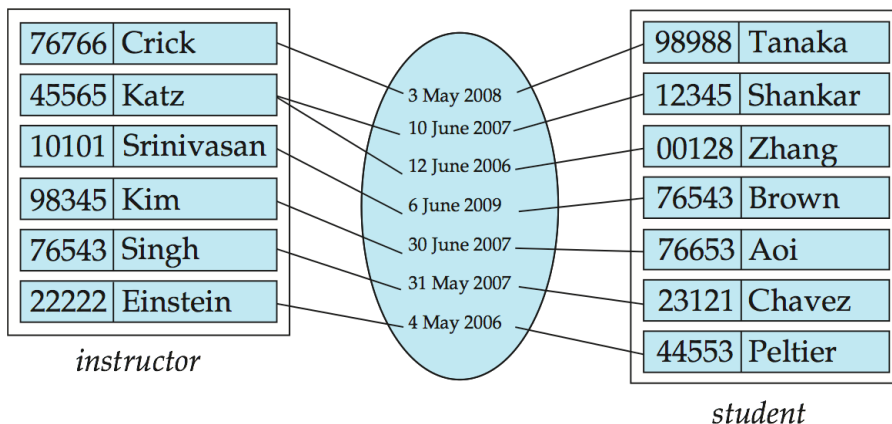 76766 Crick
45565 Katz
10101 Srinivasan
98345 Kim
76543 Singh
22222 Einstein
instructor
3 May 2008
10 June 2007
12 June 2006
6 June 2009
30 June 2007
31 May 2007
4 May 2006
98988 Tanaka
12345 Shankar
00128 Zhang
76543 Brown
76653 Aoi
23121 Chavez
44553 Peltier
student